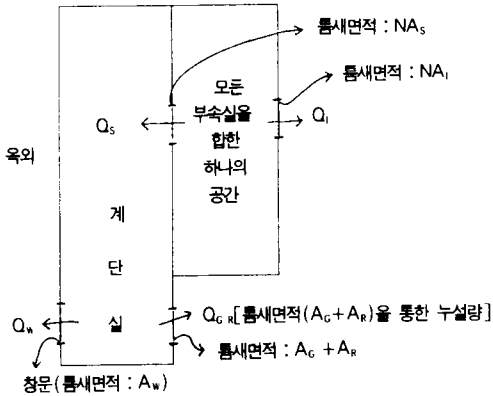 틈새면적 : NAS
틈새면적 : NAI
모든
부속실을
합한
하나의
공간
QS
QI
옥외
계
단
실
QW
QGR[틈새면적(AG+AR)을 통한 누설량]
틈새면적 : AG +AR
창문(틈새면적 : AW)